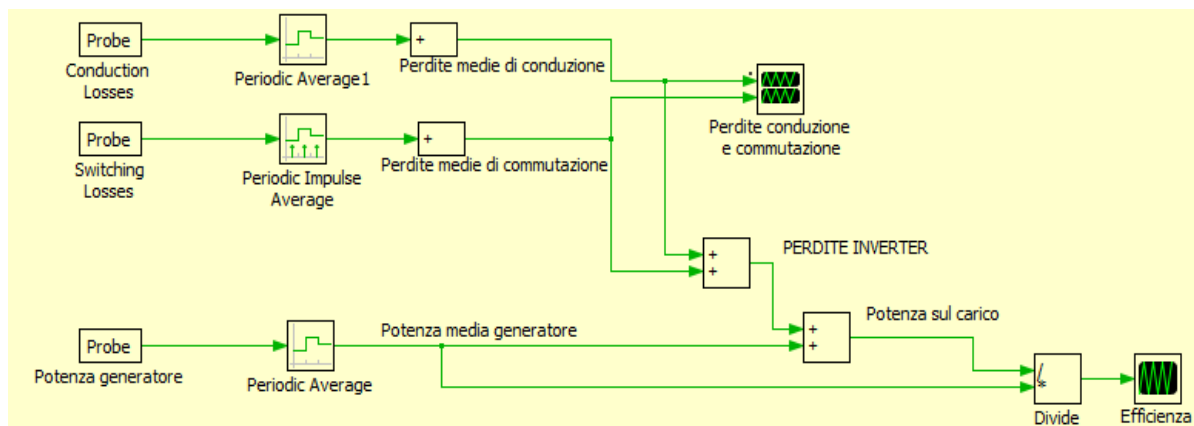 Probe
Conduction
Losses
Periodic Average1
+
Perdite medie di conduzione
Perdite conduzione
e commutazione
Probe
Switching
Losses
Periodic Impulse
Average
+
Perdite medie di commutazione
+
+
PERDITE INVERTER
Probe
Potenza generatore
Periodic Average
Potenza media generatore
+
+
Potenza sul carico
/
*
Divide
Efficienza